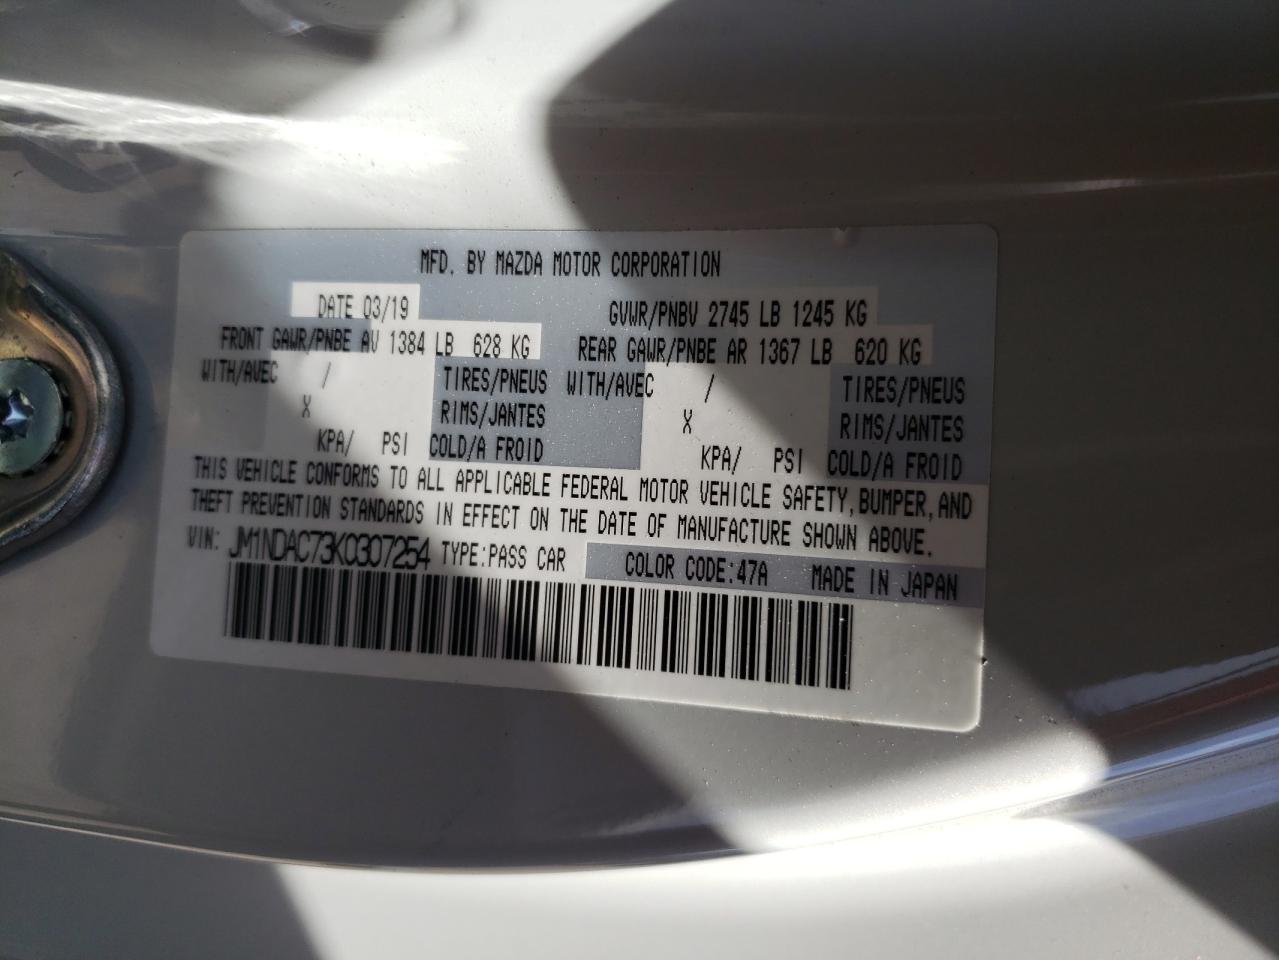 MFD. BY MAZDA MOTOR CORPORATION
DATE 03/19 GVWR/PNBV 2745 LB 1245 KG
FRONT GAWR/PNBE AV 1384 LB 628 KG REAR GAWR/PNBE AR 1367 LB 620 KG
WITH/AVEC / TIRES/PNEUS WITH/AVEC / TIRES/PNEUS
X RIMS/JANTES X RIMS/JANTES
KPA/ PSI COLD/A FROID KPA/ PSI COLD/A FROID
THIS VEHICLE CONFORMS TO ALL APPLICABLE FEDERAL MOTOR VEHICLE SAFETY, BUMPER, AND
THEFT PREVENTION STANDARDS IN EFFECT ON THE DATE OF MANUFACTURE SHOWN ABOVE.
VIN: JM1NDAC73K0307254 TYPE:PASS CAR COLOR CODE:47A MADE IN JAPAN